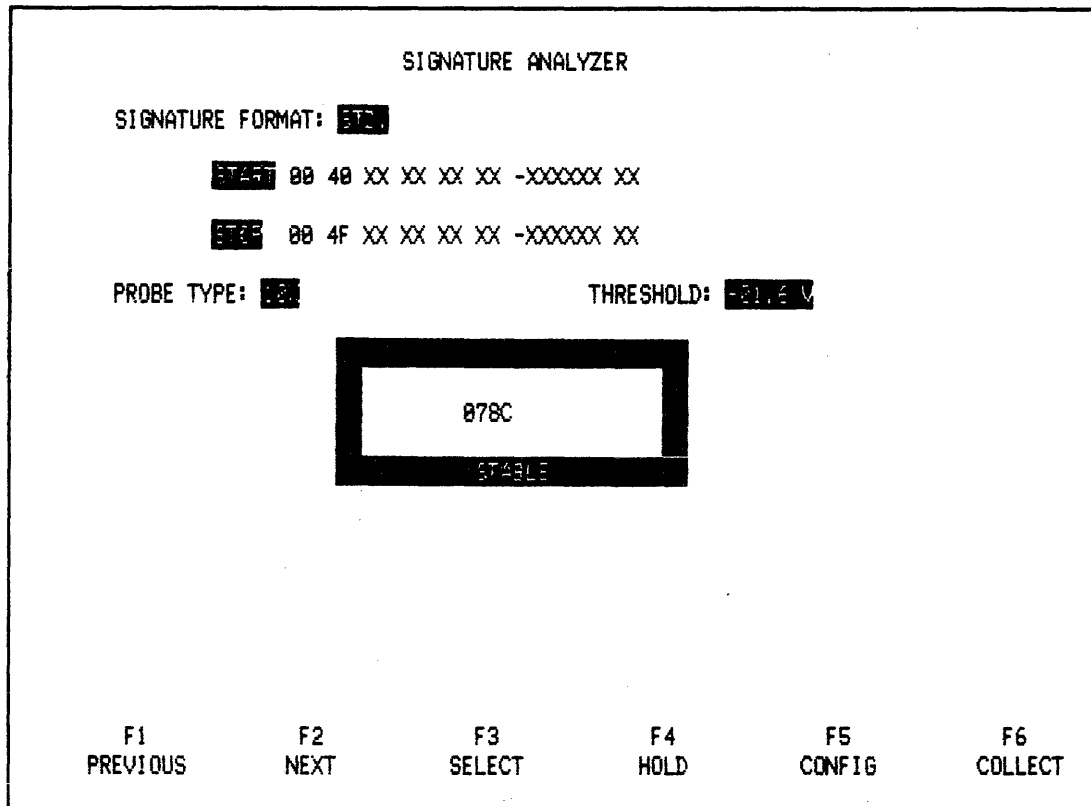 SIGNATURE ANALYZER
SIGNATURE FORMAT:
START 00 40 XX XX XX XX -XXXXXX XX
STOP 00 4F XX XX XX XX -XXXXXX XX
PROBE TYPE: THRESHOLD: -01.6 V
078C
STABLE
F1 F2 F3 F4 F5 F6
PREVIOUS NEXT SELECT HOLD CONFIG COLLECT